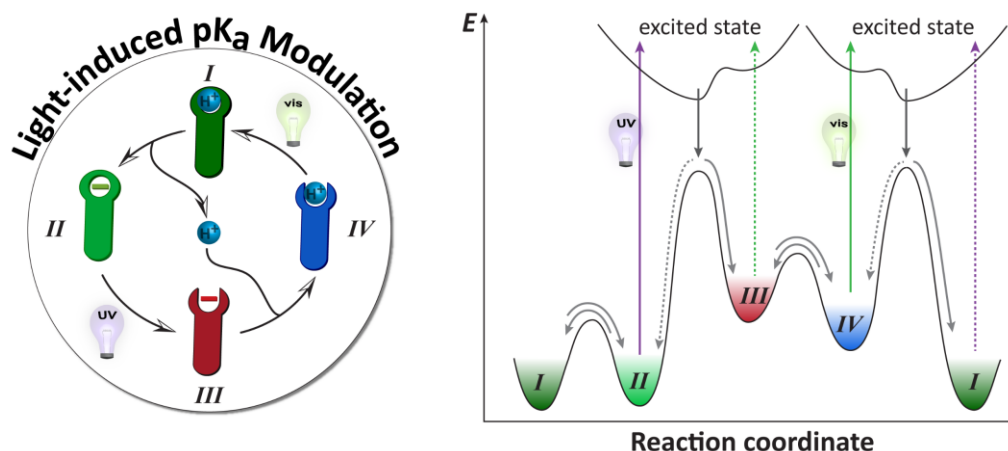 Light-induced pKa Modulation
I
H+
vis
II
H+
IV
H+
UV
III
E
excited state
excited state
UV
vis
III
IV
I
II
I
Reaction coordinate